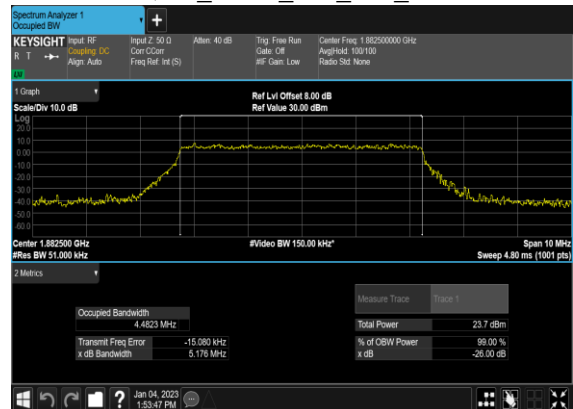 Spectrum Analyzer 1
Occupied BW
KEYSIGHT
R T
LXI
Input: RF
Coupling: DC
Align: Auto
Input Z: 50 Ω
Corr CCorr
Freq Ref: Int (S)
Atten: 40 dB
Trig: Free Run
Gate: Off
#IF Gain: Low
Center Freq: 1.882500000 GHz
Avg|Hold: 100/100
Radio Std: None
1 Graph
Scale/Div 10.0 dB
Ref Lvl Offset 8.00 dB
Ref Value 30.00 dBm
Log
20.0
10.0
0.00
-10.0
-20.0
-30.0
-40.0
-50.0
-60.0
Center 1.882500 GHz
#Res BW 51.000 kHz
#Video BW 150.00 kHz*
Span 10 MHz
Sweep 4.80 ms (1001 pts)
2 Metrics
Measure Trace Trace 1
Occupied Bandwidth
4.4823 MHz
Total Power 23.7 dBm
Transmit Freq Error -15.080 kHz
% of OBW Power 99.00 %
x dB Bandwidth 5.176 MHz
x dB -26.00 dB
?
Jan 04, 2023
1:53:47 PM